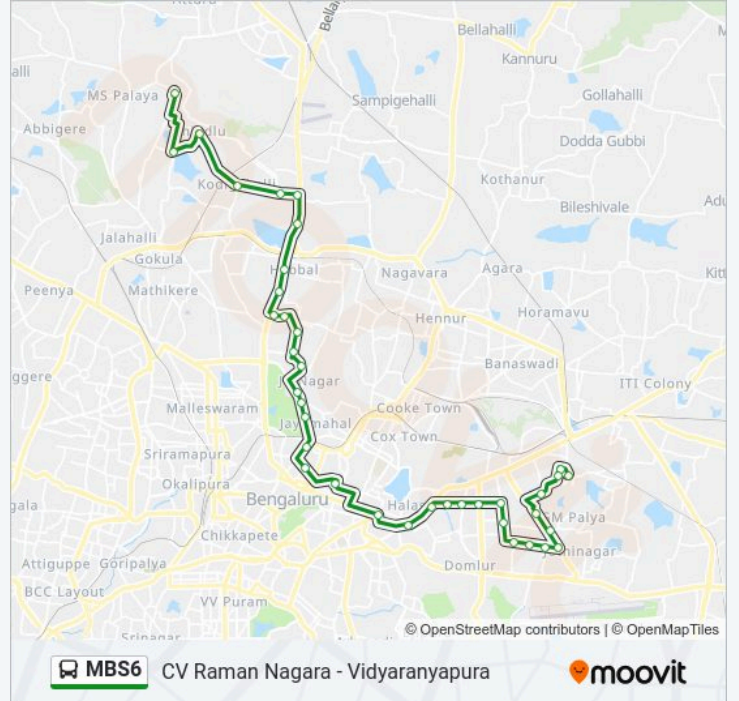 Bellahalli
Kannuru
MS Palaya
Sampigehalli
Gollahalli
Abbigere
Dodda Gubbi
Kothanur
Bileshivale
Jalahalli
Gokula
Nagavara
Agara
Peenya
Mathikere
Horamavu
Hennur
Banaswadi
ITI Colony
Malleswaram
Cooke Town
Cox Town
Sriramapura
Okalipura
Bengaluru
Chikkapete
Attiguppe
Goripalya
Domlur
BCC Layout
VV Puram
Srinagar
© OpenStreetMap contributors | © OpenMapTiles
MBS6 CV Raman Nagara - Vidyaranyapura
moovit